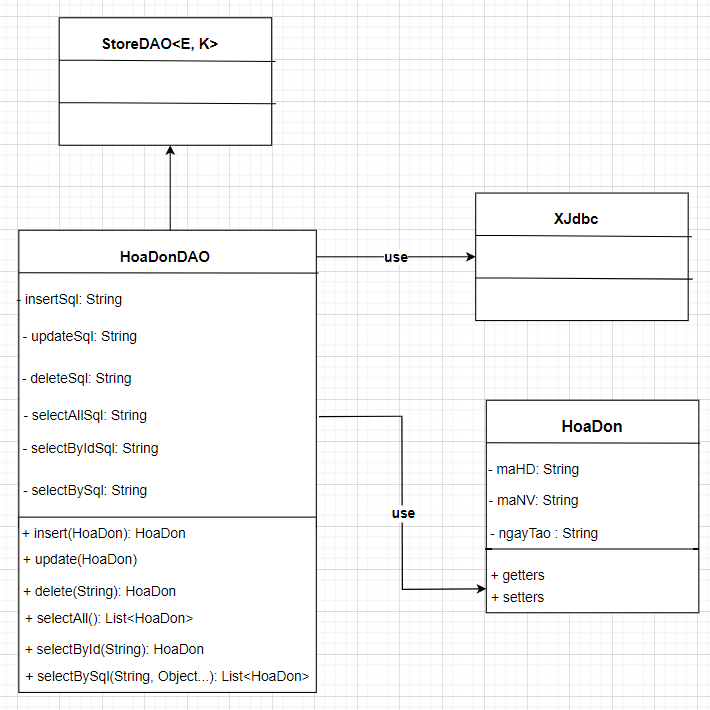 StoreDAO<E, K>
XJdbc
HoaDonDAO
use
- insertSql: String
- updateSql: String
- deleteSql: String
- selectAllSql: String
- selectByIdSql: String
- selectBySql: String
+ insert(HoaDon): HoaDon
+ update(HoaDon)
+ delete(String): HoaDon
+ selectAll(): List<HoaDon>
+ selectById(String): HoaDon
+ selectBySql(String, Object...): List<HoaDon>
use
HoaDon
- maHD: String
- maNV: String
- ngayTao : String
+ getters
+ setters